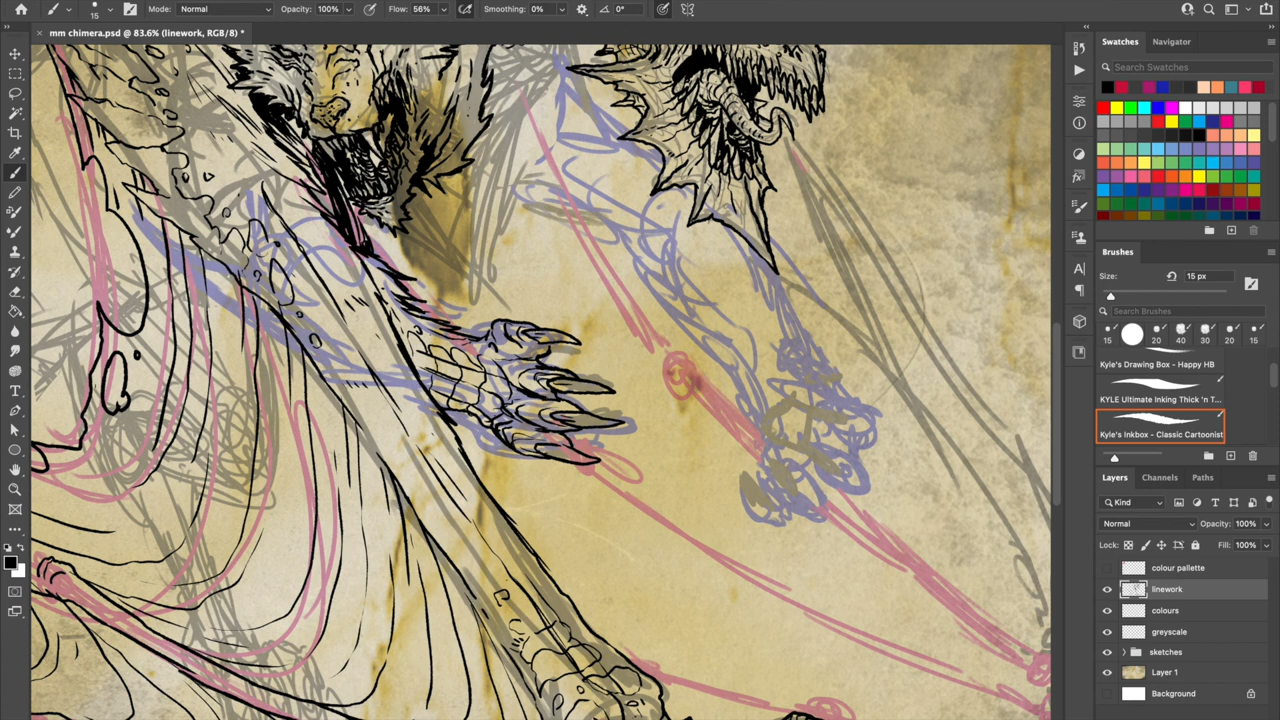 15
Mode: Normal
Opacity: 100%
Flow: 56%
Smoothing: 0%
0°
× mm chimera.psd @ 83.6% (linework, RGB/8) *
Swatches
Navigator
Search Swatches
Brushes
Size:
15 px
Search Brushes
15 20 40 30 20 15
Kyle's Drawing Box - Happy HB
KYLE Ultimate Inking Thick 'n T...
Kyle's Inkbox - Classic Cartoonist
Layers
Channels
Paths
Kind
Normal
Opacity: 100%
Lock:
Fill: 100%
colour pallette
linework
colours
greyscale
sketches
Layer 1
Background